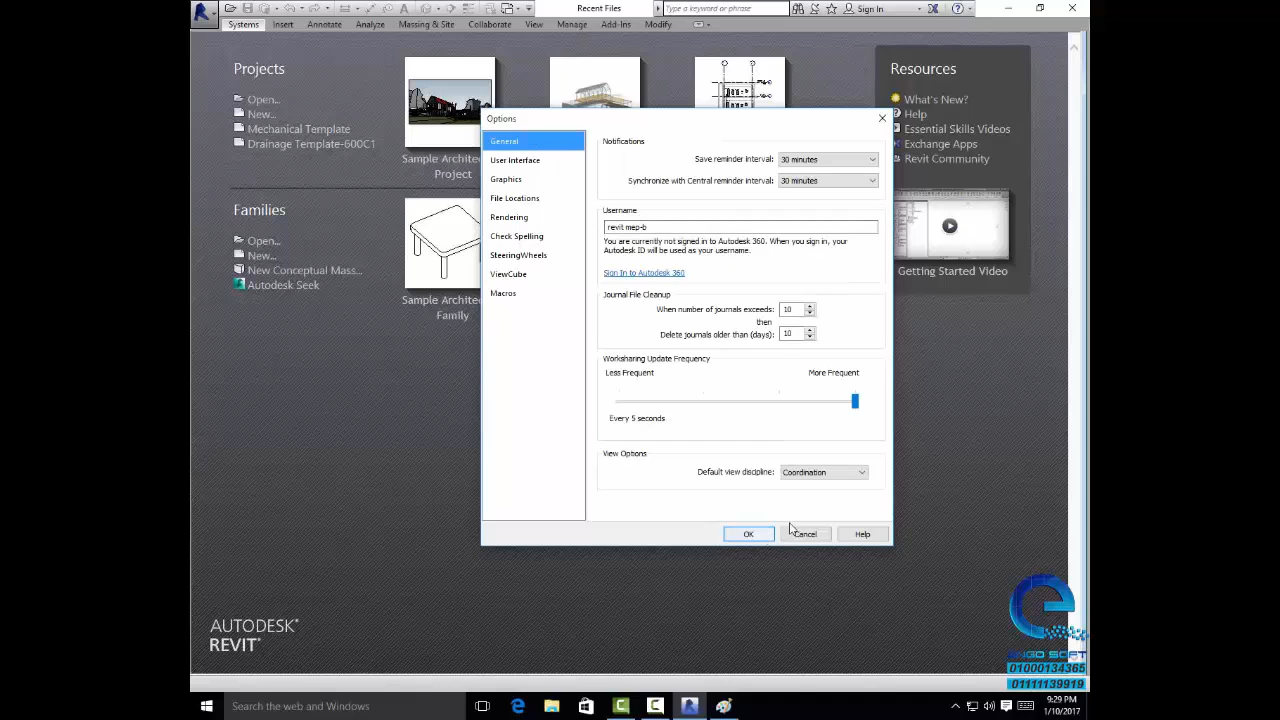 Recent Files
Type a keyword or phrase
Sign In
Systems Insert Annotate Analyze Massing & Site Collaborate View Manage Add-Ins Modify
Projects
Open...
New...
Mechanical Template
Drainage Template-600C1
Sample Architec
Project
Families
Open...
New...
New Conceptual Mass...
Autodesk Seek
Sample Architec
Family
Resources
What's New?
Help
Essential Skills Videos
Exchange Apps
Revit Community
Getting Started Video
Options
General
User Interface
Graphics
File Locations
Rendering
Check Spelling
SteeringWheels
ViewCube
Macros
Notifications
Save reminder interval: 30 minutes
Synchronize with Central reminder interval: 30 minutes
Username
revit mep-b
You are currently not signed in to Autodesk 360. When you sign in, your
Autodesk ID will be used as your username.
Sign In to Autodesk 360
Journal File Cleanup
When number of journals exceeds: 10
then
Delete journals older than (days): 10
Worksharing Update Frequency
Less Frequent More Frequent
Every 5 seconds
View Options
Default view discipline: Coordination
OK Cancel Help
AUTODESK®
REVIT®
ENGO SOFT
01000134365
01111139919
Search the web and Windows
9:29 PM
1/10/2017